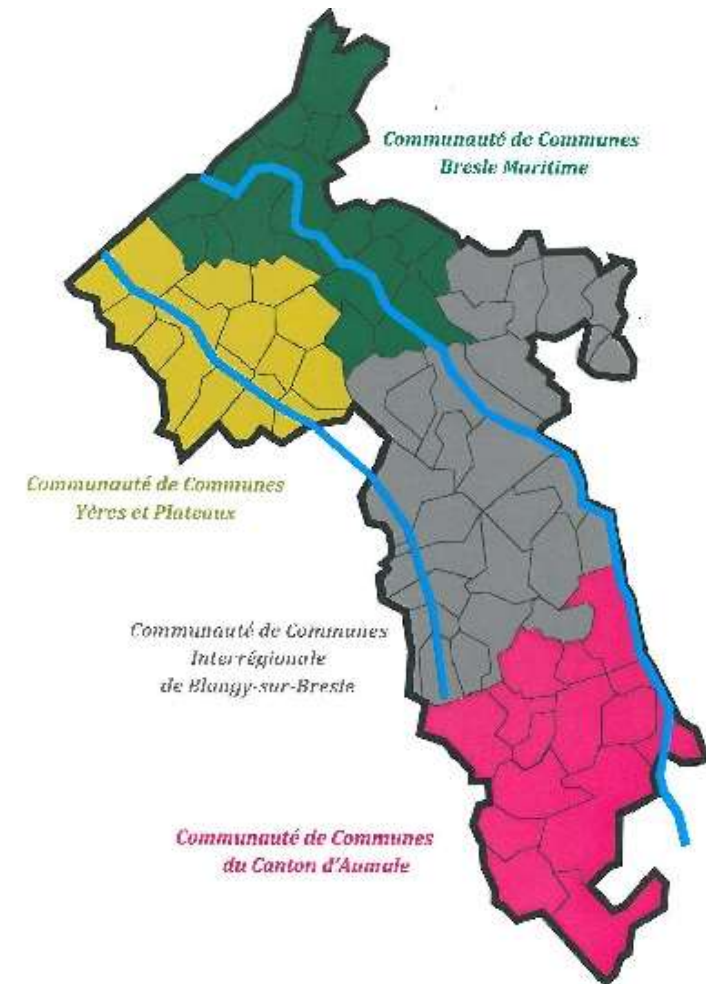 Communauté de Communes
Bresle Maritime
Communauté de Communes
Yères et Plateaux
Communauté de Communes
Interrégionale
de Blangy-sur-Bresle
Communauté de Communes
du Canton d'Aumale